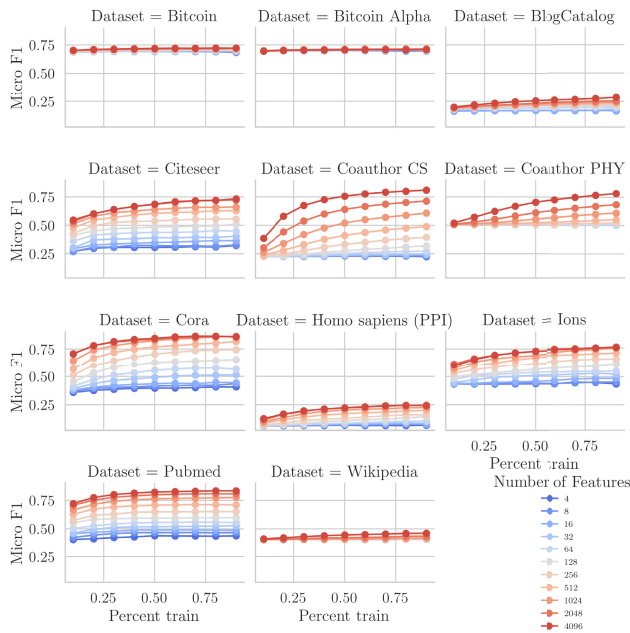 Dataset = Bitcoin
Dataset = Bitcoin Alpha
Dataset = BlogCatalog
Micro F1
0.75
0.50
0.25
Dataset = Citeseer
Dataset = Coauthor CS
Dataset = Coauthor PHY
Micro F1
0.75
0.50
0.25
Dataset = Cora
Dataset = Homo sapiens (PPI)
Dataset = Ions
Micro F1
0.75
0.50
0.25
0.25
0.50
0.75
Percent train
Dataset = Pubmed
Dataset = Wikipedia
Micro F1
0.75
0.50
0.25
0.25
0.50
0.75
Percent train
0.25
0.50
0.75
Percent train
Number of Features
4
8
16
32
64
128
256
512
1024
2048
4096